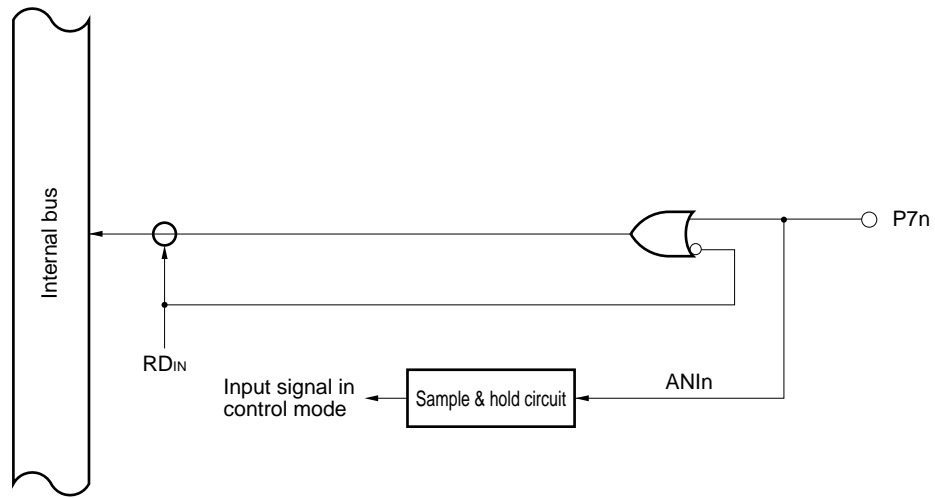 Internal bus
P7n
RDIN
ANIn
Input signal in
control mode
Sample & hold circuit